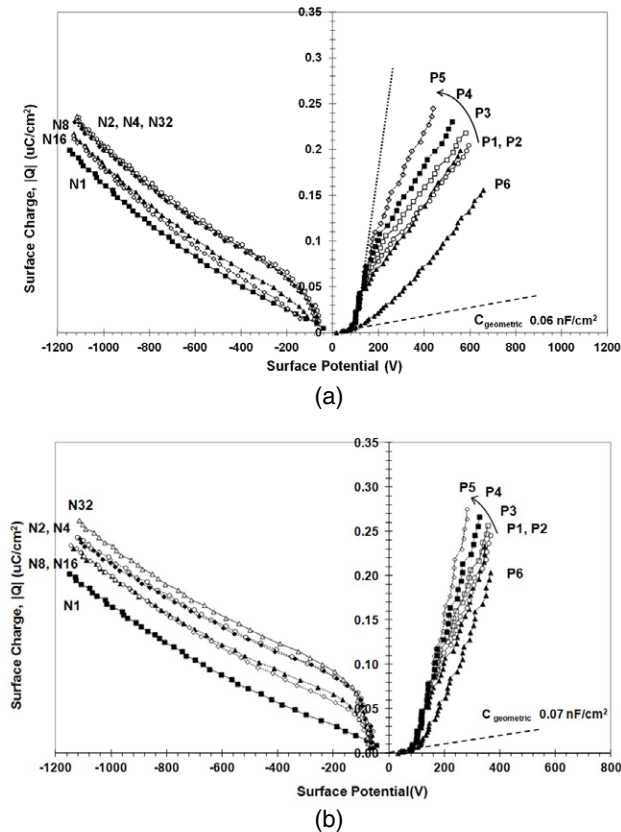 0.35
0.3
0.25
0.2
0.15
0.1
0.05
0
P5
P4
P3
P1, P2
P6
N8
N16
N2, N4, N32
N1
Surface Charge, |Q| (uC/cm²)
C geometric 0.06 nF/cm²
-1200 -1000 -800 -600 -400 -200 0 200 400 600 800 1000 1200
Surface Potential (V)
(a)
0.35
0.30
0.25
0.20
0.15
0.10
0.05
0.00
P5 P4
P3
P1, P2
P6
N32
N2, N4
N8, N16
N1
Surface Charge, |Q| (uC/cm²)
C geometric 0.07 nF/cm²
-1200 -1000 -800 -600 -400 -200 0 200 400 600 800
Surface Potential(V)
(b)